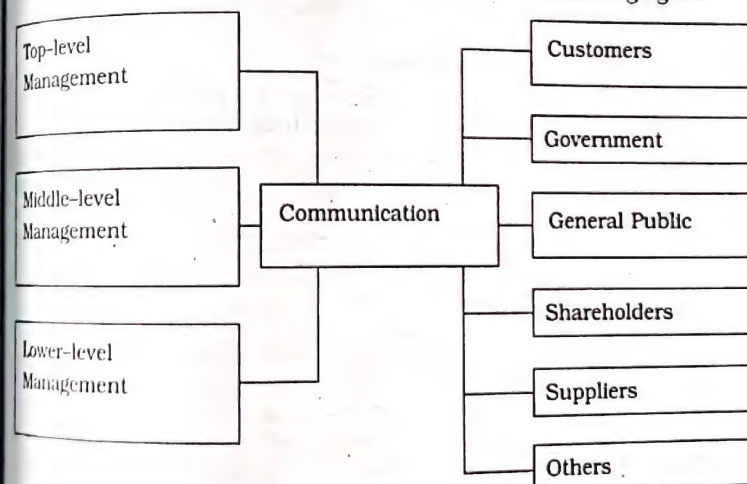 Top-level
Management
Middle-level
Management
Lower-level
Management
Communication
Customers
Government
General Public
Shareholders
Suppliers
Others